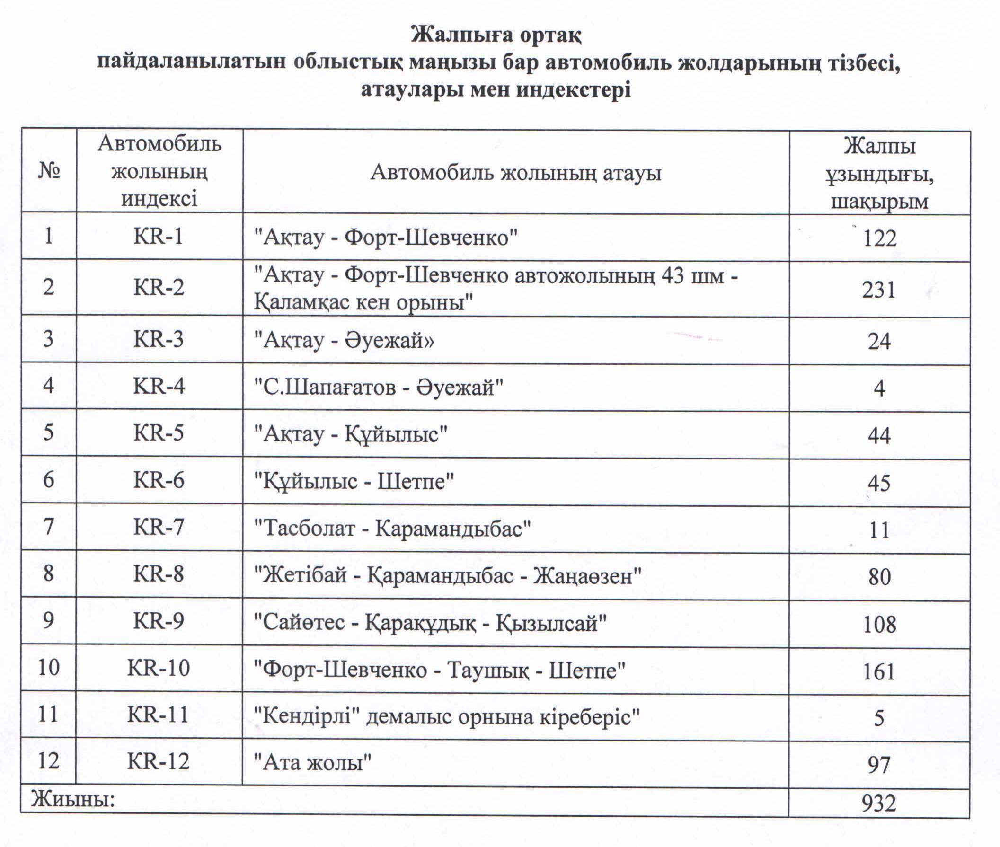 Жалпыға ортақ
пайдаланылатын облыстық маңызы бар автомобиль жолдарының тізбесі,
атаулары мен индекстері
№
Автомобиль
жолының
индексі
Автомобиль жолының атауы
Жалпы
ұзындығы,
шақырым
1 KR-1 "Ақтау - Форт-Шевченко" 122
2 KR-2 "Ақтау - Форт-Шевченко автожолының 43 шм -
Қаламқас кен орыны" 231
3 KR-3 "Ақтау - Әуежай» 24
4 KR-4 "С.Шапағатов - Әуежай" 4
5 KR-5 "Ақтау - Құйылыс" 44
6 KR-6 "Құйылыс - Шетпе" 45
7 KR-7 "Тасболат - Карамандыбас" 11
8 KR-8 "Жетібай - Қарамандыбас - Жаңаөзен" 80
9 KR-9 "Сайөтес - Қарақұдық - Қызылсай" 108
10 KR-10 "Форт-Шевченко - Таушық - Шетпе" 161
11 KR-11 "Кендірлі" демалыс орнына кіреберіс" 5
12 KR-12 "Ата жолы" 97
Жиыны: 932